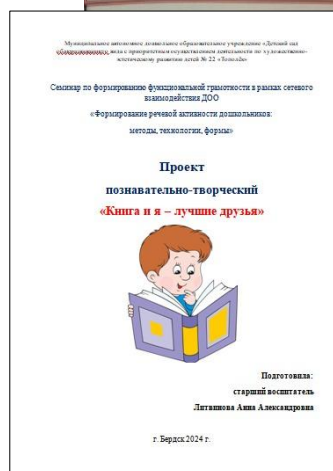 Муниципальное автономное дошкольное образовательное учреждение «Детский сад
общеразвивающего вида с приоритетным осуществлением деятельности по художественно-
эстетическому развитию детей № 22 «Тополёк»
Семинар по формированию функциональной грамотности в рамках сетевого
взаимодействия ДОО
«Формирование речевой активности дошкольников:
методы, технологии, формы»
Проект
познавательно-творческий
«Книга и я – лучшие друзья»
Подготовила:
старший воспитатель
Литвинова Анна Александровна
г. Бердск 2024 г.